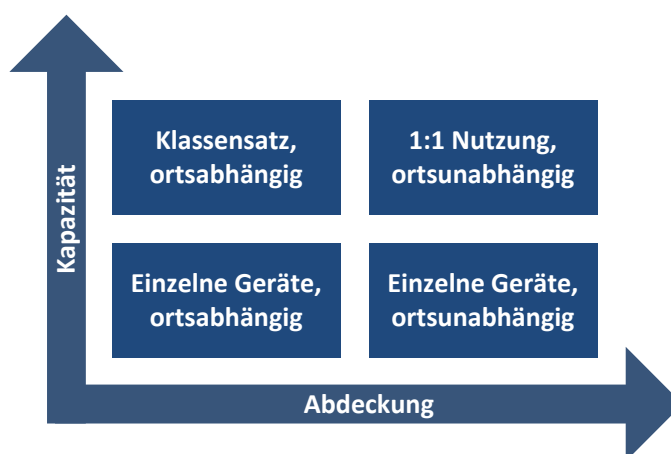 Kapazität
Klassensatz,
ortsabhängig
1:1 Nutzung,
ortsunabhängig
Einzelne Geräte,
ortsabhängig
Einzelne Geräte,
ortsunabhängig
Abdeckung